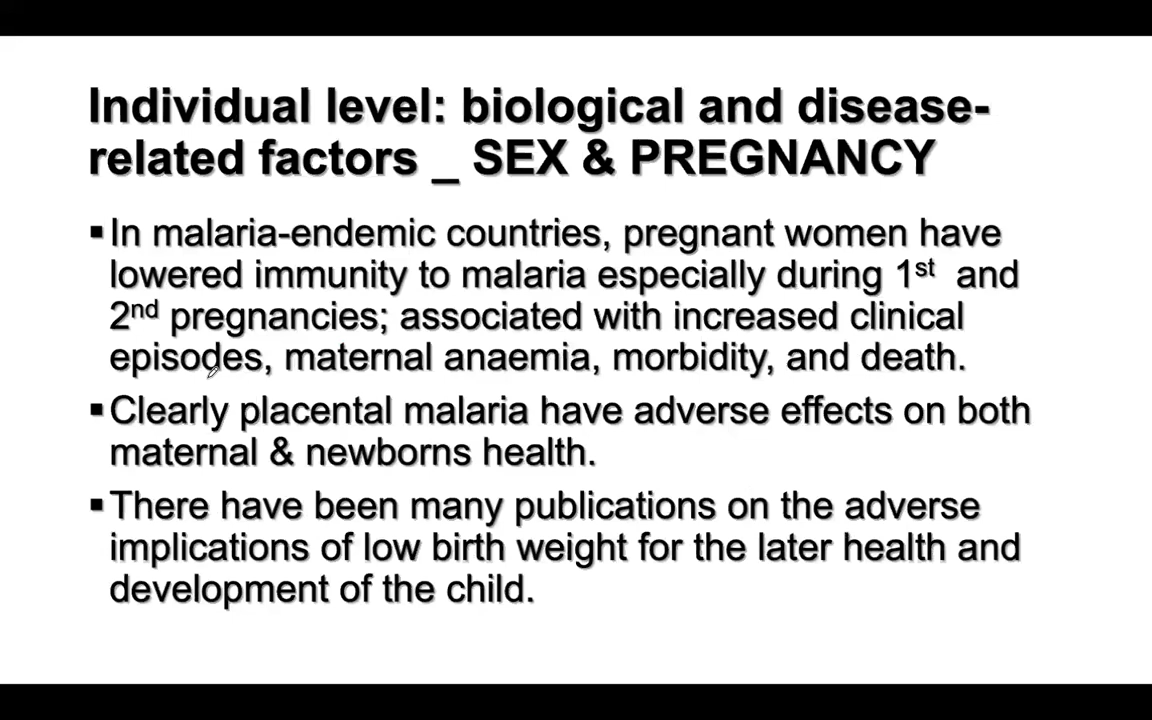 Individual level: biological and disease-
related factors _ SEX & PREGNANCY
▪In malaria-endemic countries, pregnant women have
lowered immunity to malaria especially during 1st and
2nd pregnancies; associated with increased clinical
episodes, maternal anaemia, morbidity, and death.
▪Clearly placental malaria have adverse effects on both
maternal & newborns health.
▪There have been many publications on the adverse
implications of low birth weight for the later health and
development of the child.